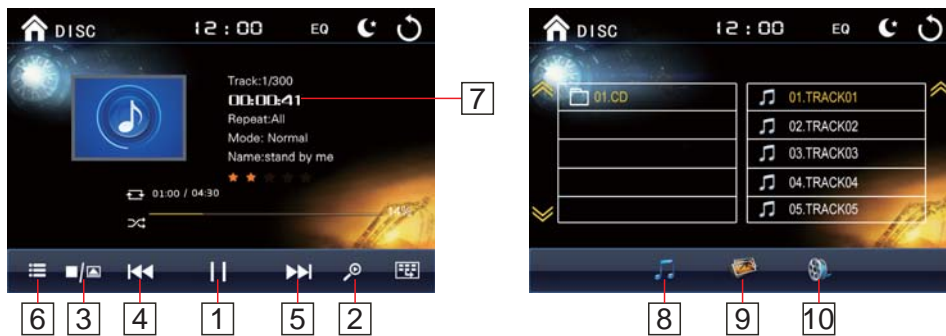 DISC 12:00 EQ
Track:1/300
00:00:41
Repeat:All
Mode: Normal
Name:stand by me
01:00 / 04:30
14%
7
6 3 4 1 5 2
DISC 12:00 EQ
01.CD
01.TRACK01
02.TRACK02
03.TRACK03
04.TRACK04
05.TRACK05
8 9 10